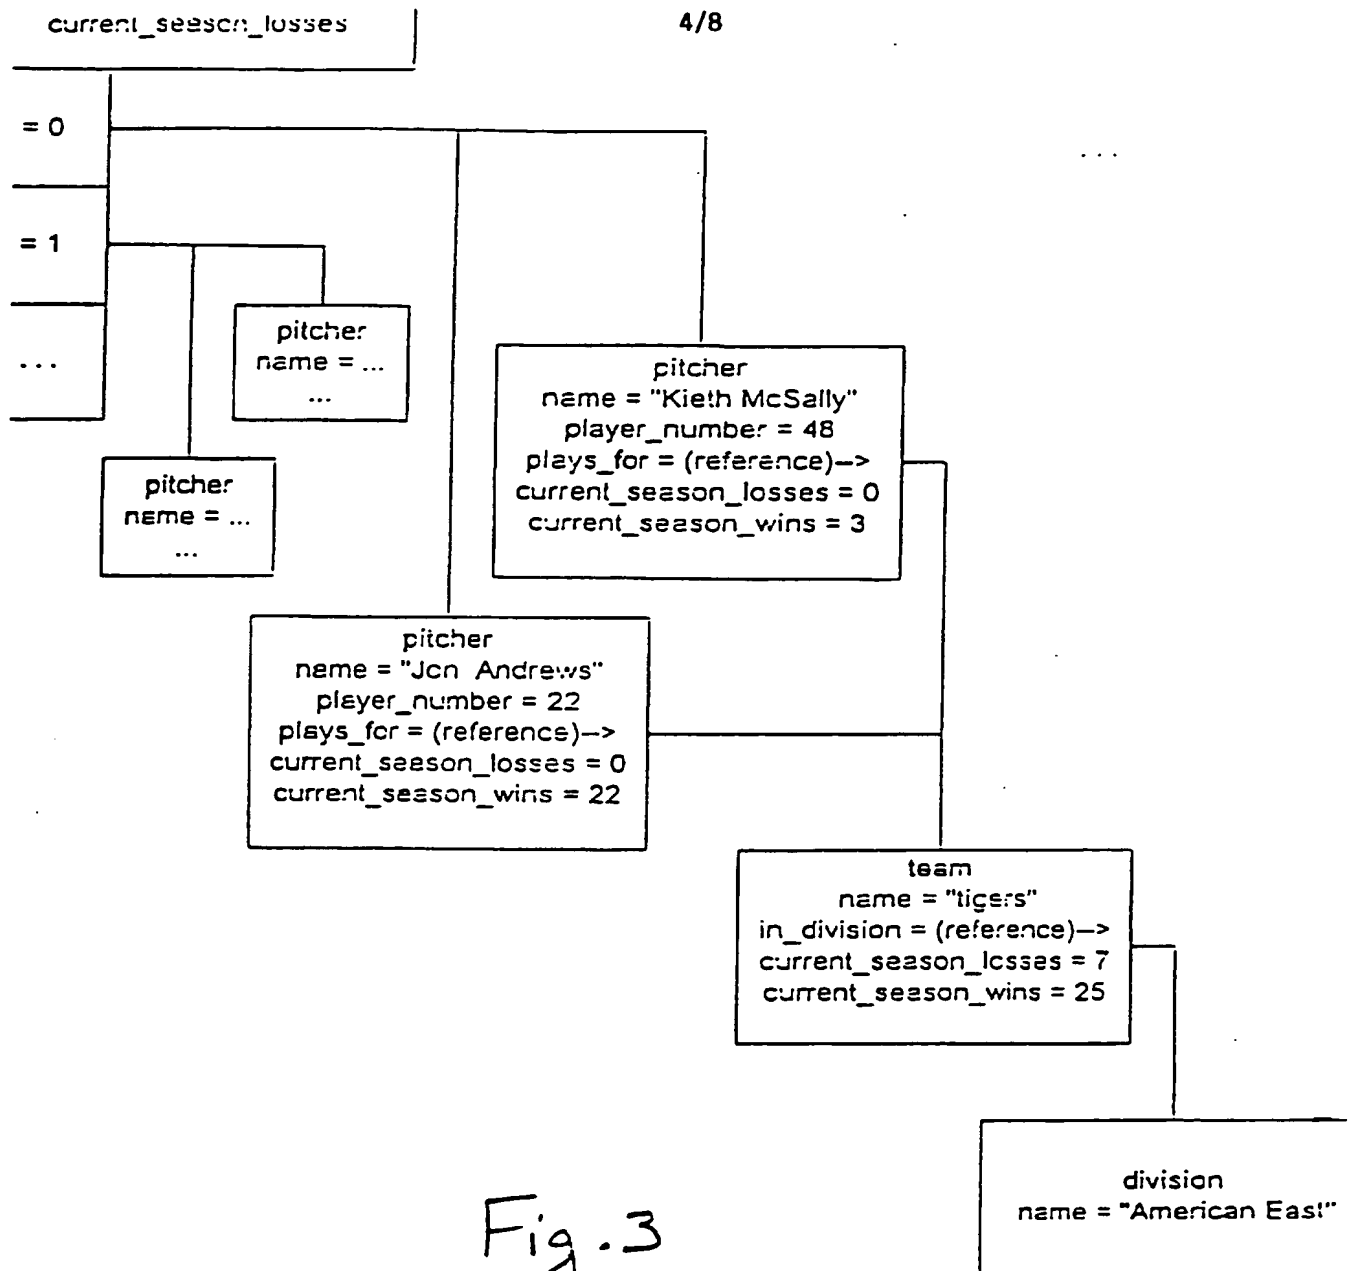 current_season_losses
4/8
= 0
= 1
...
...
pitcher
name = ...
...
pitcher
name = ...
...
pitcher
name = "Kieth McSally"
player_number = 48
plays_for = (reference)-->
current_season_losses = 0
current_season_wins = 3
pitcher
name = "Jon Andrews"
player_number = 22
plays_for = (reference)-->
current_season_losses = 0
current_season_wins = 22
team
name = "tigers"
in_division = (reference)-->
current_season_losses = 7
current_season_wins = 25
division
name = "American East"
Fig. 3